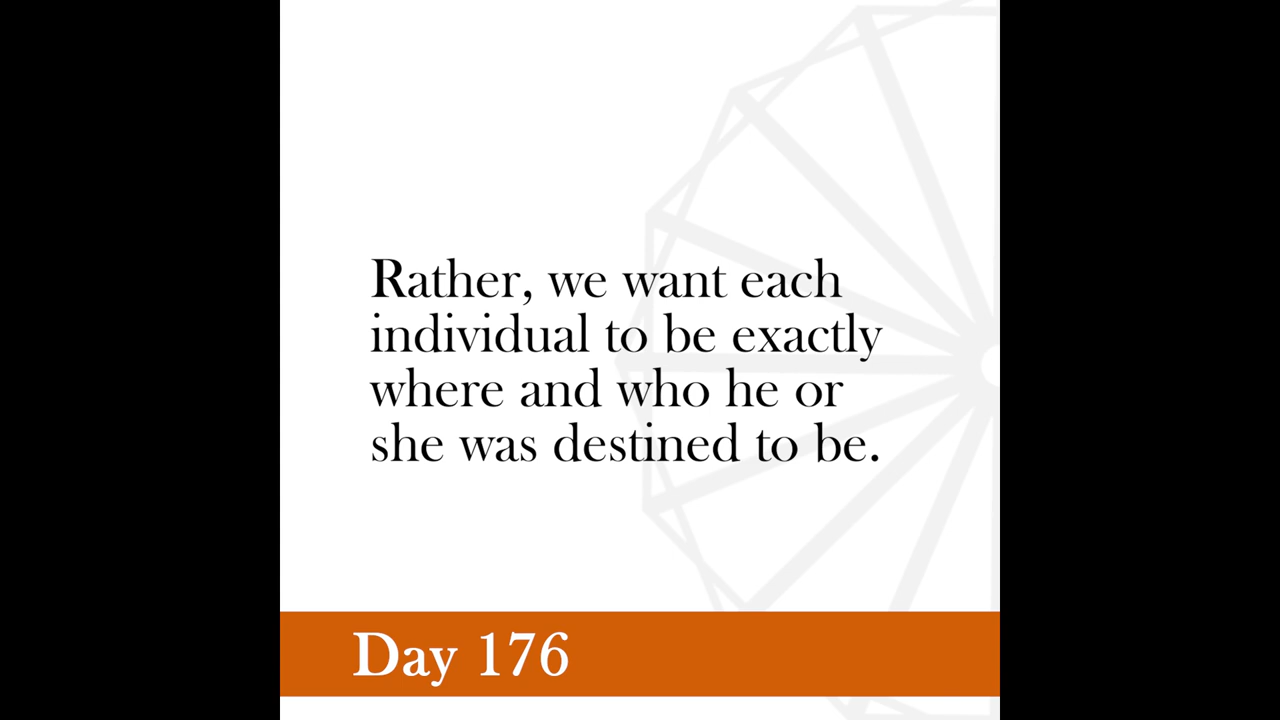 Rather, we want each
individual to be exactly
where and who he or
she was destined to be.
Day 176